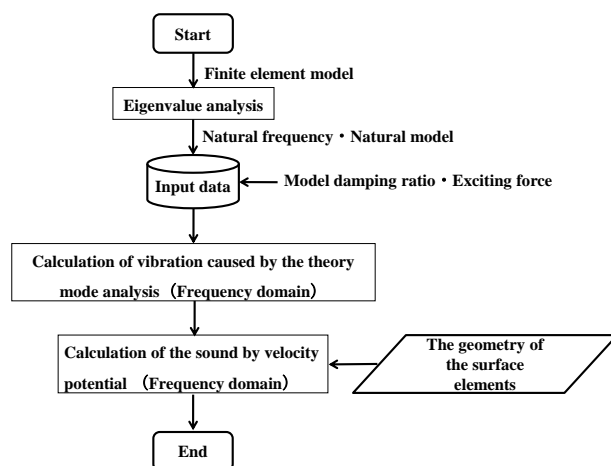 Start
Finite element model
Eigenvalue analysis
Natural frequency・Natural model
Input data
Model damping ratio・Exciting force
Calculation of vibration caused by the theory
mode analysis（Frequency domain）
Calculation of the sound by velocity
potential （Frequency domain）
The geometry of
the surface
elements
End